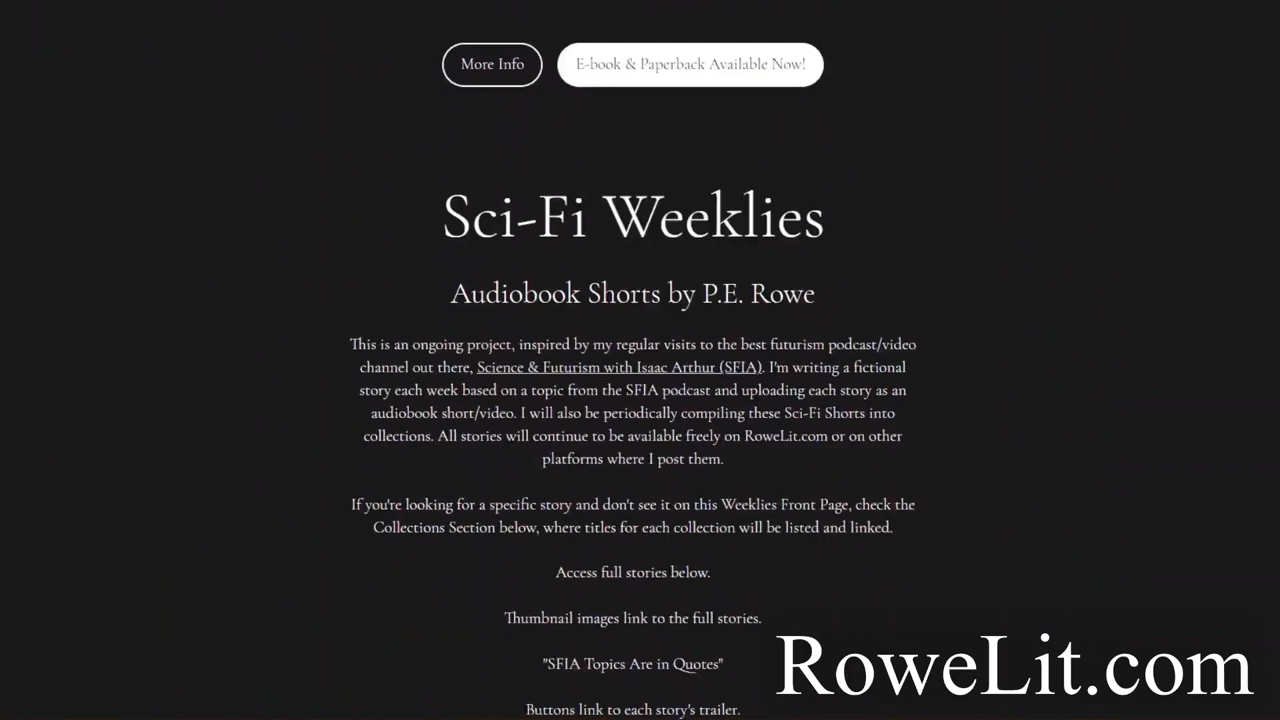 More Info
E-book & Paperback Available Now!
Sci-Fi Weeklies
Audiobook Shorts by P.E. Rowe
This is an ongoing project, inspired by my regular visits to the best futurism podcast/video
channel out there, Science & Futurism with Isaac Arthur (SFIA). I'm writing a fictional
story each week based on a topic from the SFIA podcast and uploading each story as an
audiobook short/video. I will also be periodically compiling these Sci-Fi Shorts into
collections. All stories will continue to be available freely on RoweLit.com or on other
platforms where I post them.
If you're looking for a specific story and don't see it on this Weeklies Front Page, check the
Collections Section below, where titles for each collection will be listed and linked.
Access full stories below.
Thumbnail images link to the full stories.
"SFIA Topics Are in Quotes"
Buttons link to each story's trailer.
RoweLit.com